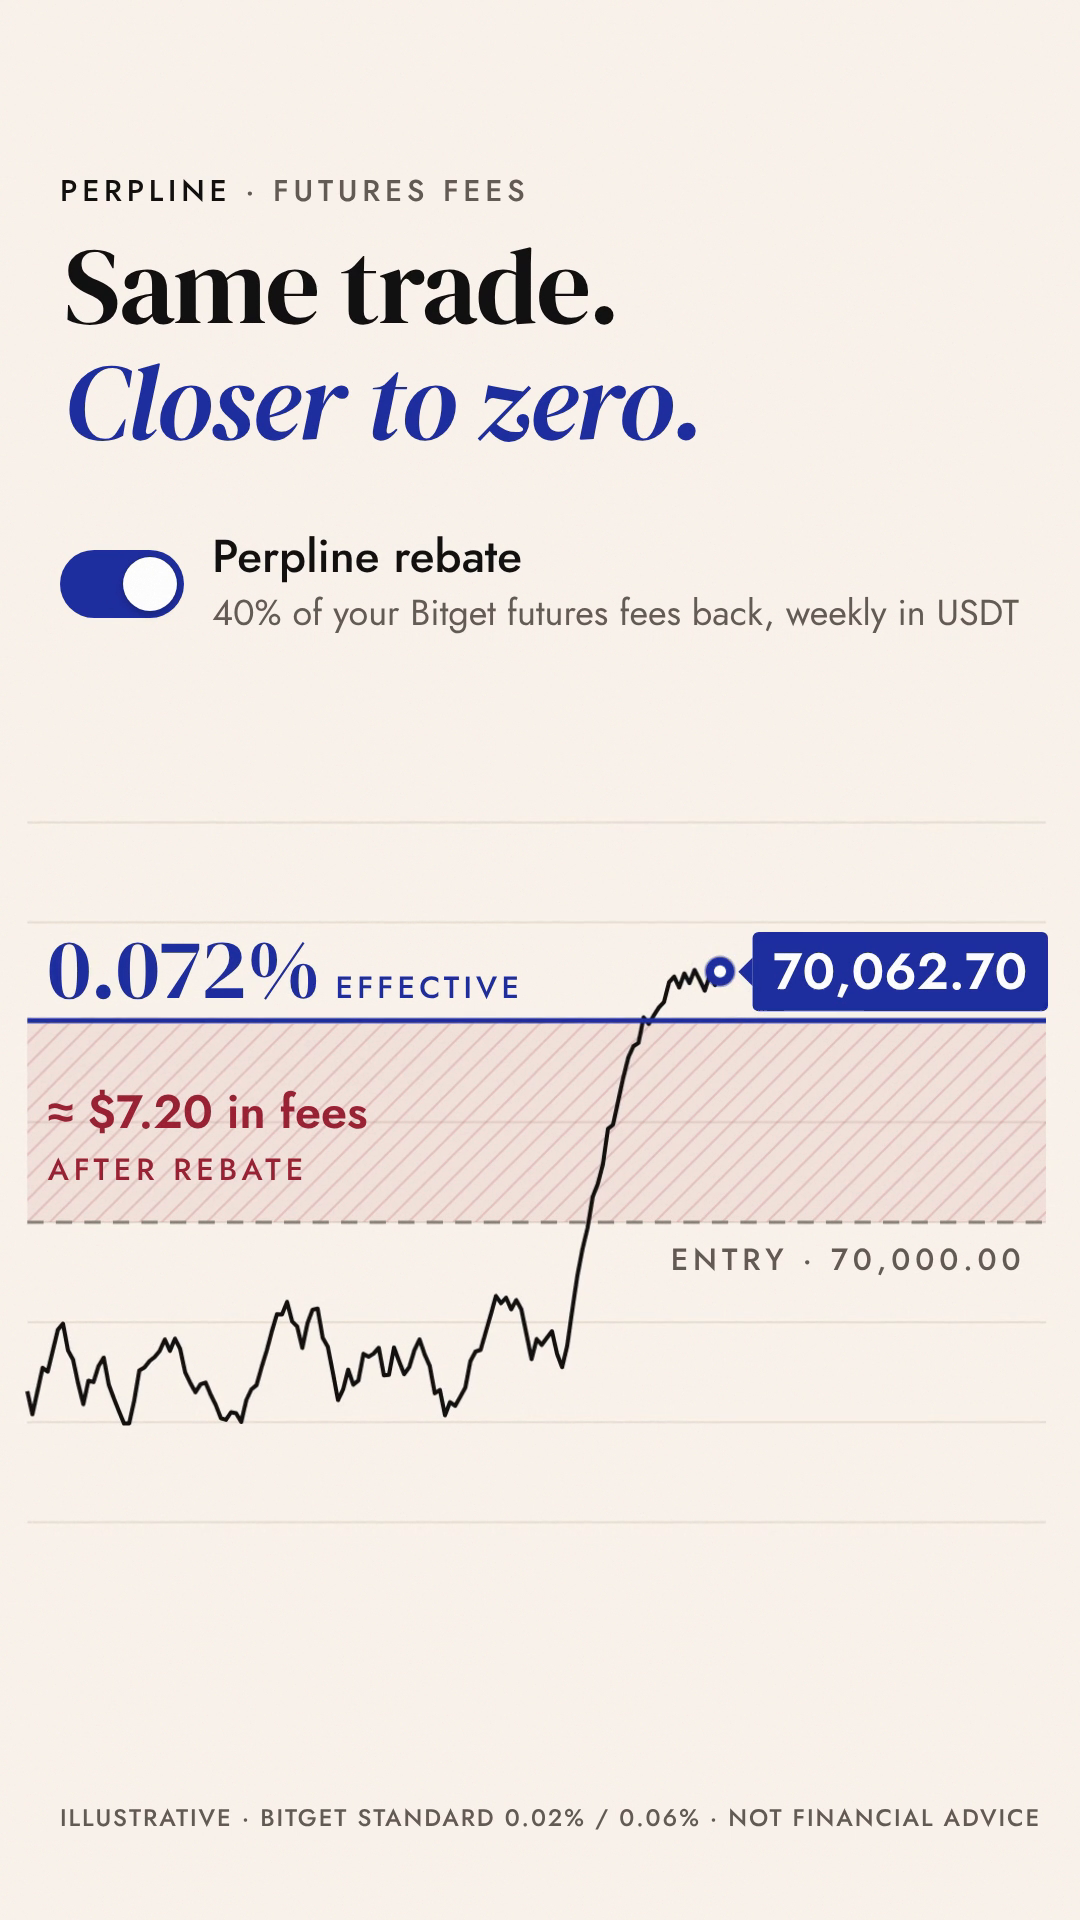 PERPLINE · FUTURES FEES
Same trade.
Closer to zero.
Perpline rebate
40% of your Bitget futures fees back, weekly in USDT
0.072% EFFECTIVE
70,062.70
≈ $7.20 in fees
AFTER REBATE
ENTRY · 70,000.00
ILLUSTRATIVE · BITGET STANDARD 0.02% / 0.06% · NOT FINANCIAL ADVICE